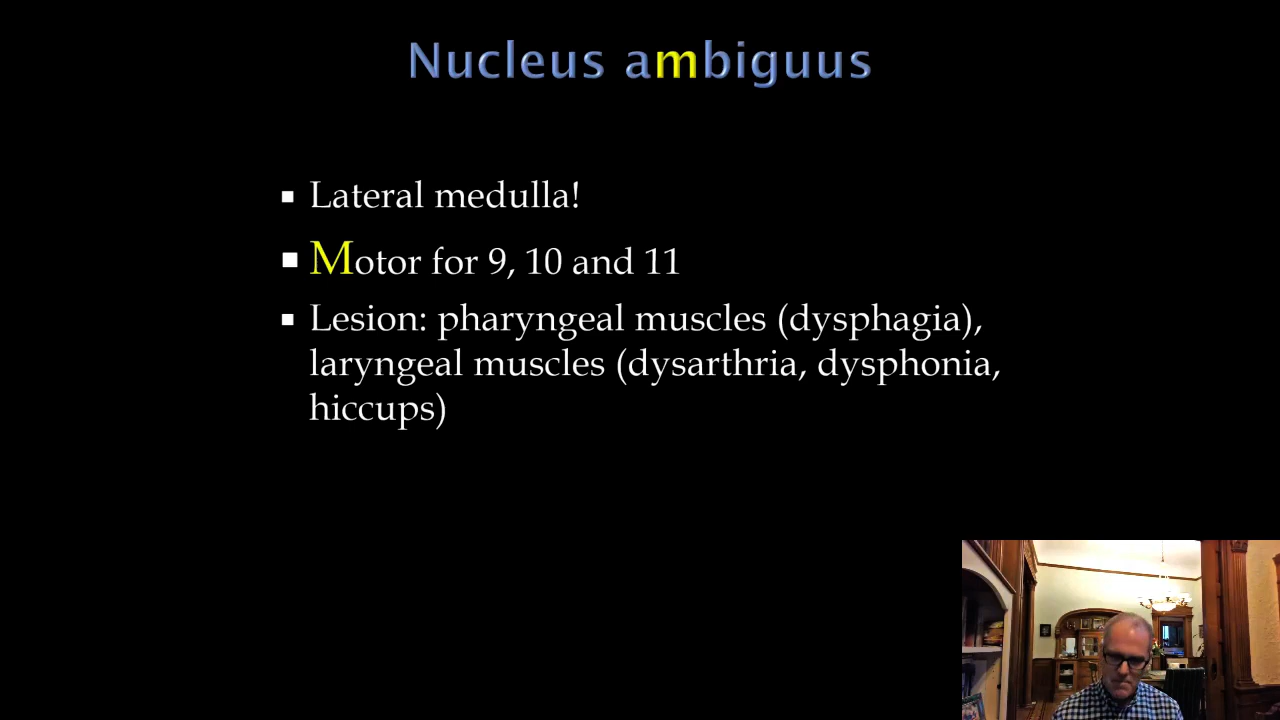 Nucleus ambiguus
Lateral medulla!
Motor for 9, 10 and 11
Lesion: pharyngeal muscles (dysphagia),
laryngeal muscles (dysarthria, dysphonia,
hiccups)